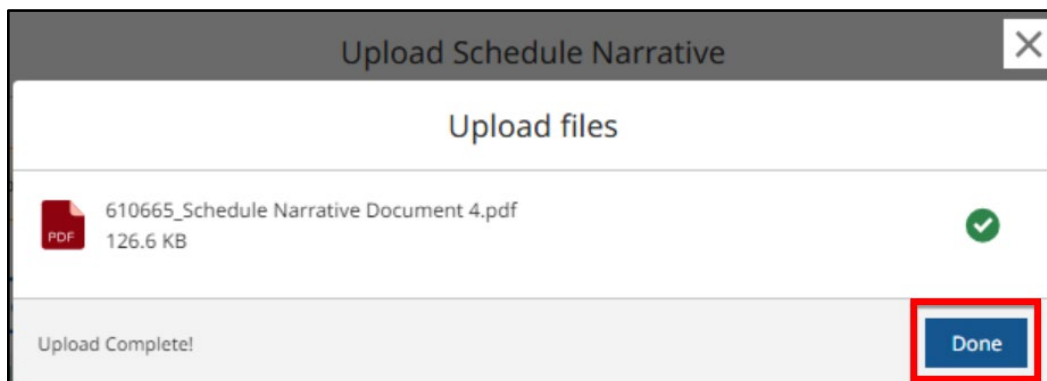 Upload Schedule Narrative
Upload files
610665_Schedule Narrative Document 4.pdf
PDF
126.6 KB
Upload Complete!
Done